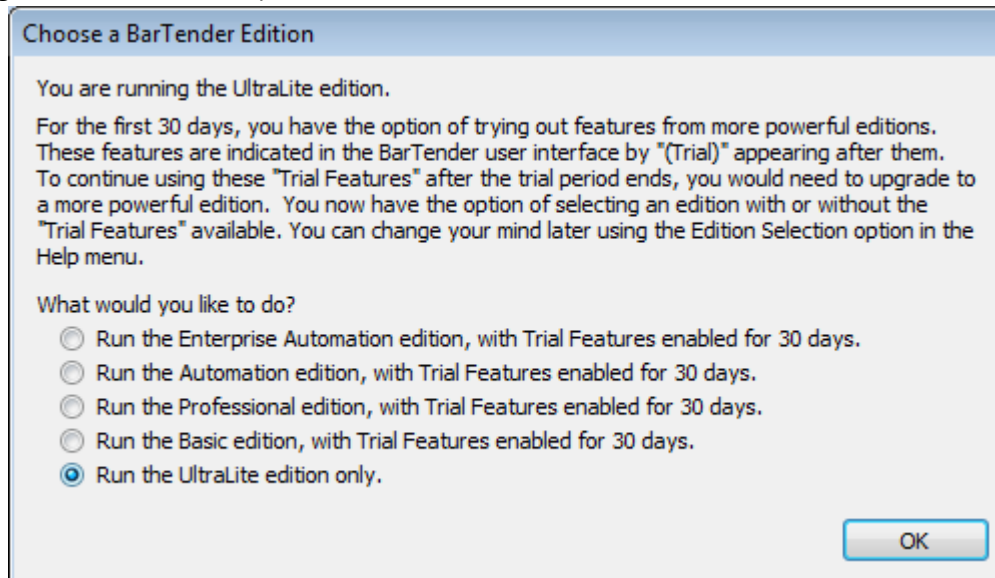 Choose a BarTender Edition
You are running the UltraLite edition.
For the first 30 days, you have the option of trying out features from more powerful editions.
These features are indicated in the BarTender user interface by "(Trial)" appearing after them.
To continue using these "Trial Features" after the trial period ends, you would need to upgrade to
a more powerful edition.  You now have the option of selecting an edition with or without the
"Trial Features" available. You can change your mind later using the Edition Selection option in the
Help menu.
What would you like to do?
Run the Enterprise Automation edition, with Trial Features enabled for 30 days.
Run the Automation edition, with Trial Features enabled for 30 days.
Run the Professional edition, with Trial Features enabled for 30 days.
Run the Basic edition, with Trial Features enabled for 30 days.
Run the UltraLite edition only.
OK